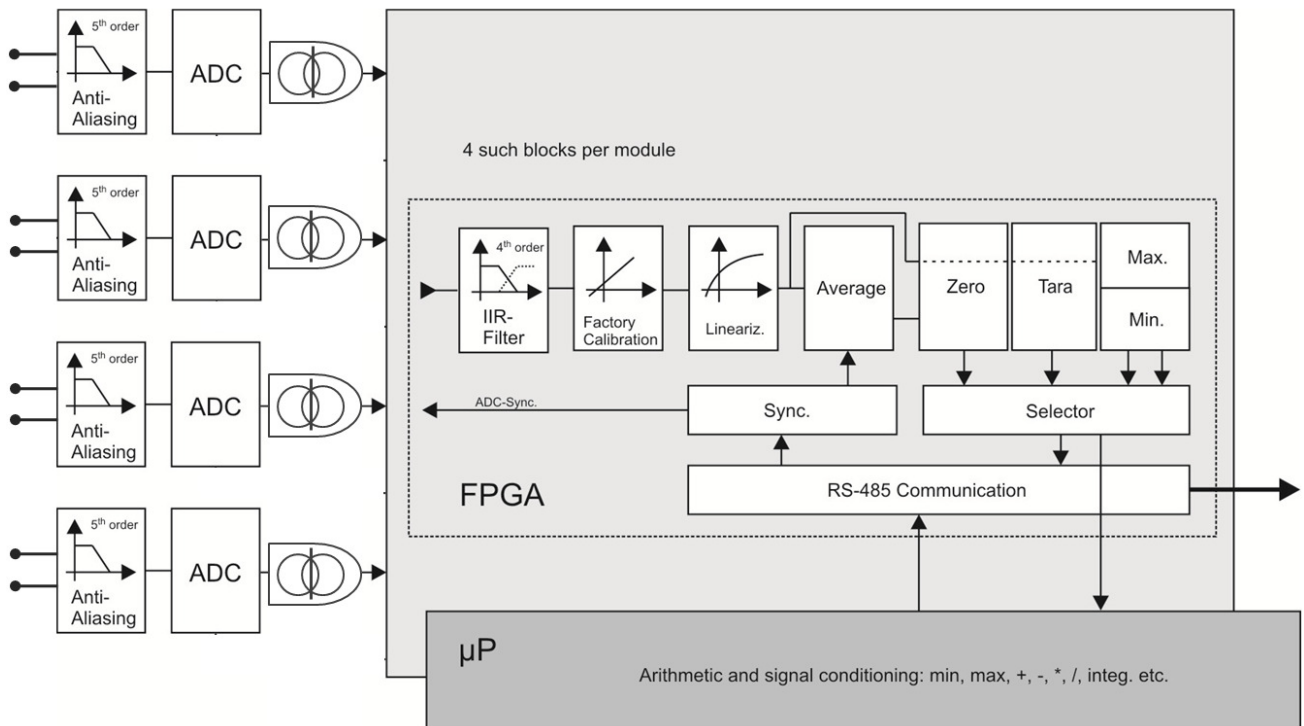 5th order
Anti-
Aliasing
ADC
5th order
Anti-
Aliasing
ADC
5th order
Anti-
Aliasing
ADC
5th order
Anti-
Aliasing
ADC
4 such blocks per module
4th order
IIR-
Filter
Factory
Calibration
Lineariz.
Average
Zero
Tara
Max.
Min.
ADC-Sync.
Sync.
Selector
FPGA
RS-485 Communication
µP
Arithmetic and signal conditioning: min, max, +, -, *, /, integ. etc.